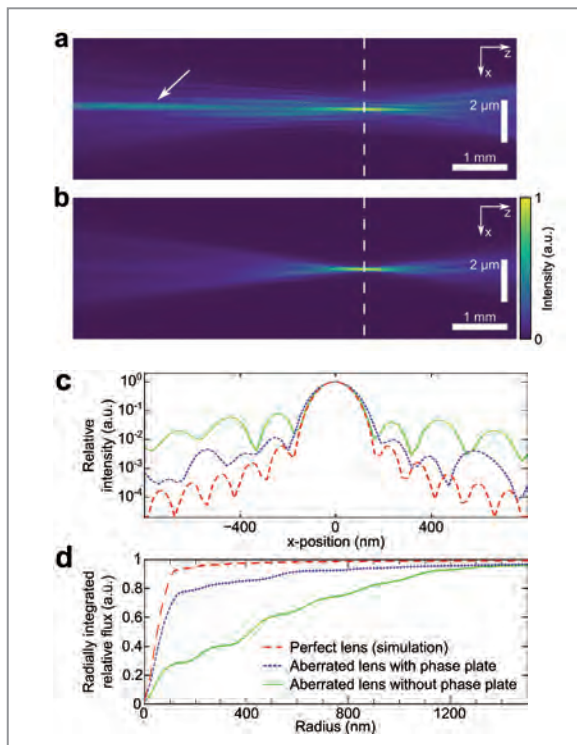 a
z
x
2 μm
1 mm
b
z
x
2 μm
1 mm
1
Intensity (a.u.)
0
c
10⁰
10⁻¹
10⁻²
10⁻³
10⁻⁴
Relative
intensity (a.u.)
−400
0
400
x-position (nm)
d
1
0.8
0.6
0.4
0.2
0
Radially integrated
relative flux (a.u.)
Perfect lens (simulation)
Aberrated lens with phase plate
Aberrated lens without phase plate
0
400
800
1200
Radius (nm)